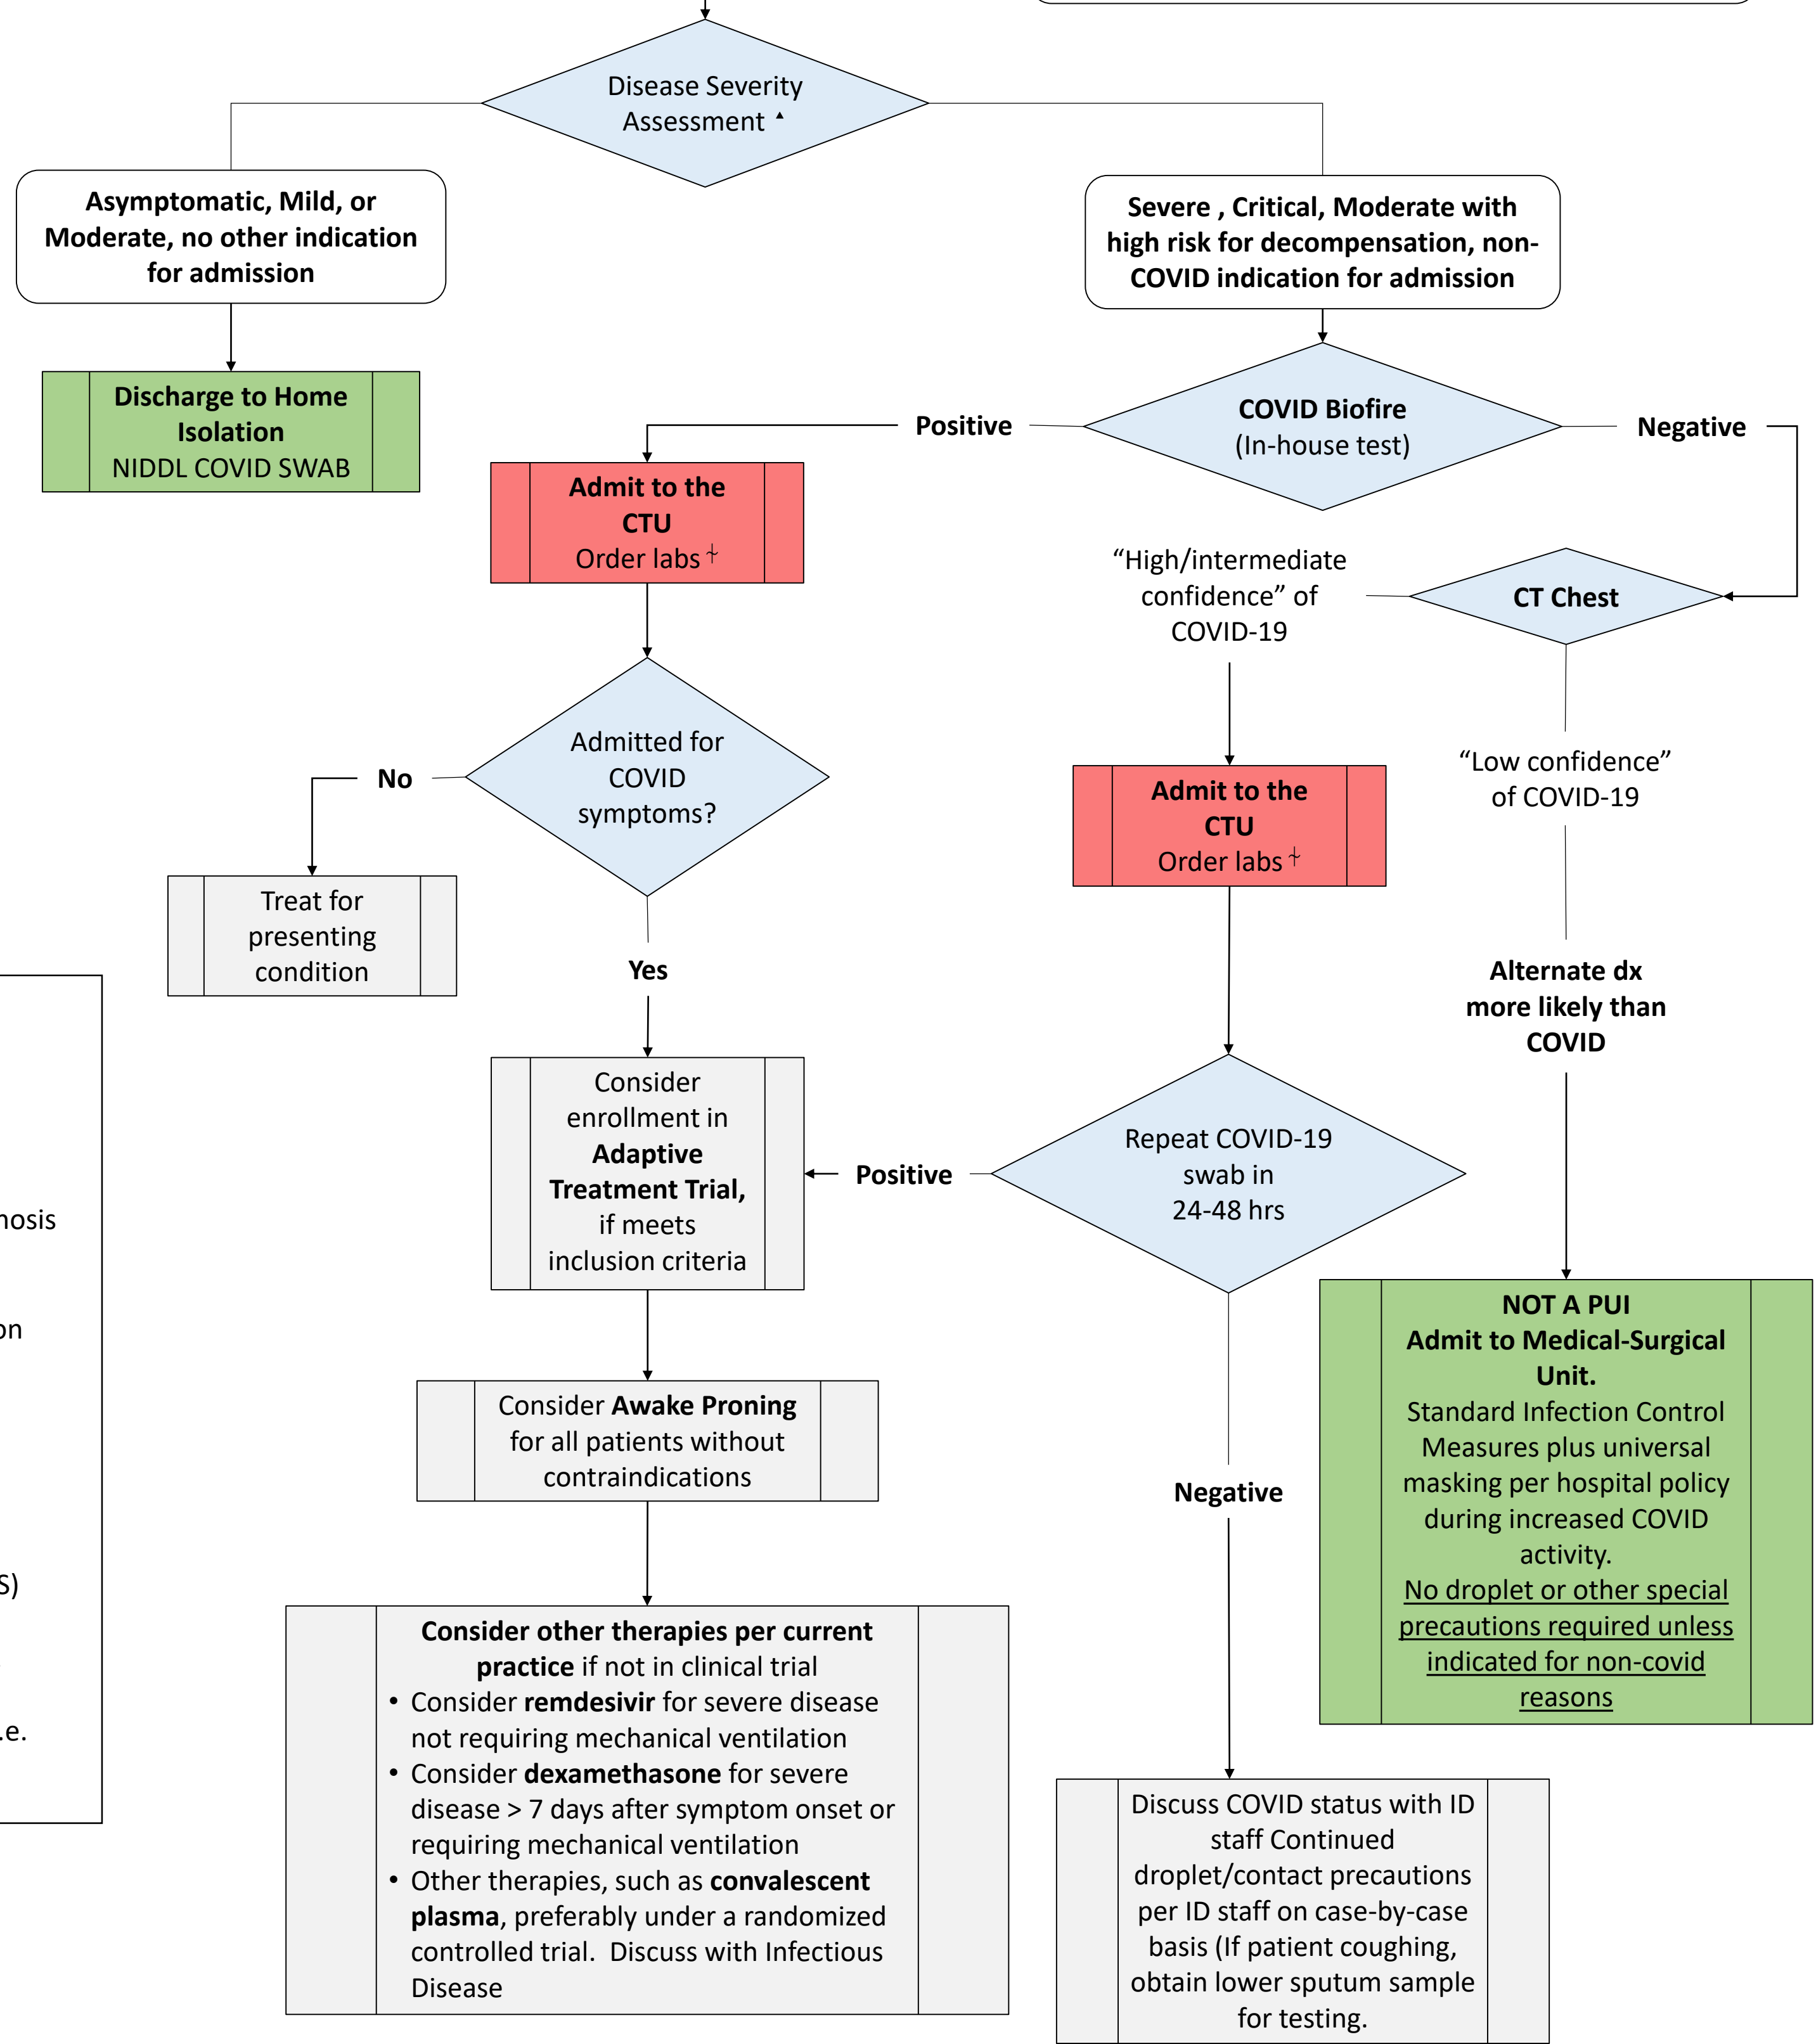 Disease Severity
Assessment ▲
Asymptomatic, Mild, or
Moderate, no other indication
for admission
Severe , Critical, Moderate with
high risk for decompensation, non-
COVID indication for admission
Discharge to Home
Isolation
NIDDL COVID SWAB
COVID Biofire
(In-house test)
Positive
Negative
Admit to the
CTU
Order labs ⍭
"High/intermediate
confidence" of
COVID-19
CT Chest
Admitted for
COVID
symptoms?
No
Yes
Treat for
presenting
condition
"Low confidence"
of COVID-19
Admit to the
CTU
Order labs ⍭
Alternate dx
more likely than
COVID
Consider
enrollment in
Adaptive
Treatment Trial,
if meets
inclusion criteria
Positive
Repeat COVID-19
swab in
24-48 hrs
Negative
NOT A PUI
Admit to Medical-Surgical
Unit.
Standard Infection Control
Measures plus universal
masking per hospital policy
during increased COVID
activity.
No droplet or other special
precautions required unless
indicated for non-covid
reasons
Consider Awake Proning
for all patients without
contraindications
Consider other therapies per current
practice if not in clinical trial
• Consider remdesivir for severe disease
not requiring mechanical ventilation
• Consider dexamethasone for severe
disease > 7 days after symptom onset or
requiring mechanical ventilation
• Other therapies, such as convalescent
plasma, preferably under a randomized
controlled trial. Discuss with Infectious
Disease
Discuss COVID status with ID
staff Continued
droplet/contact precautions
per ID staff on case-by-case
basis (If patient coughing,
obtain lower sputum sample
for testing.
nosis
on
S)
.e.